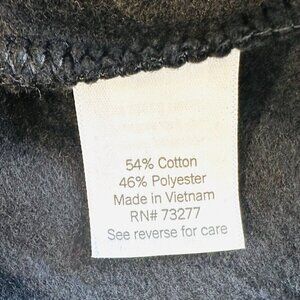 54% Cotton
46% Polyester
Made in Vietnam
RN# 73277
See reverse for care